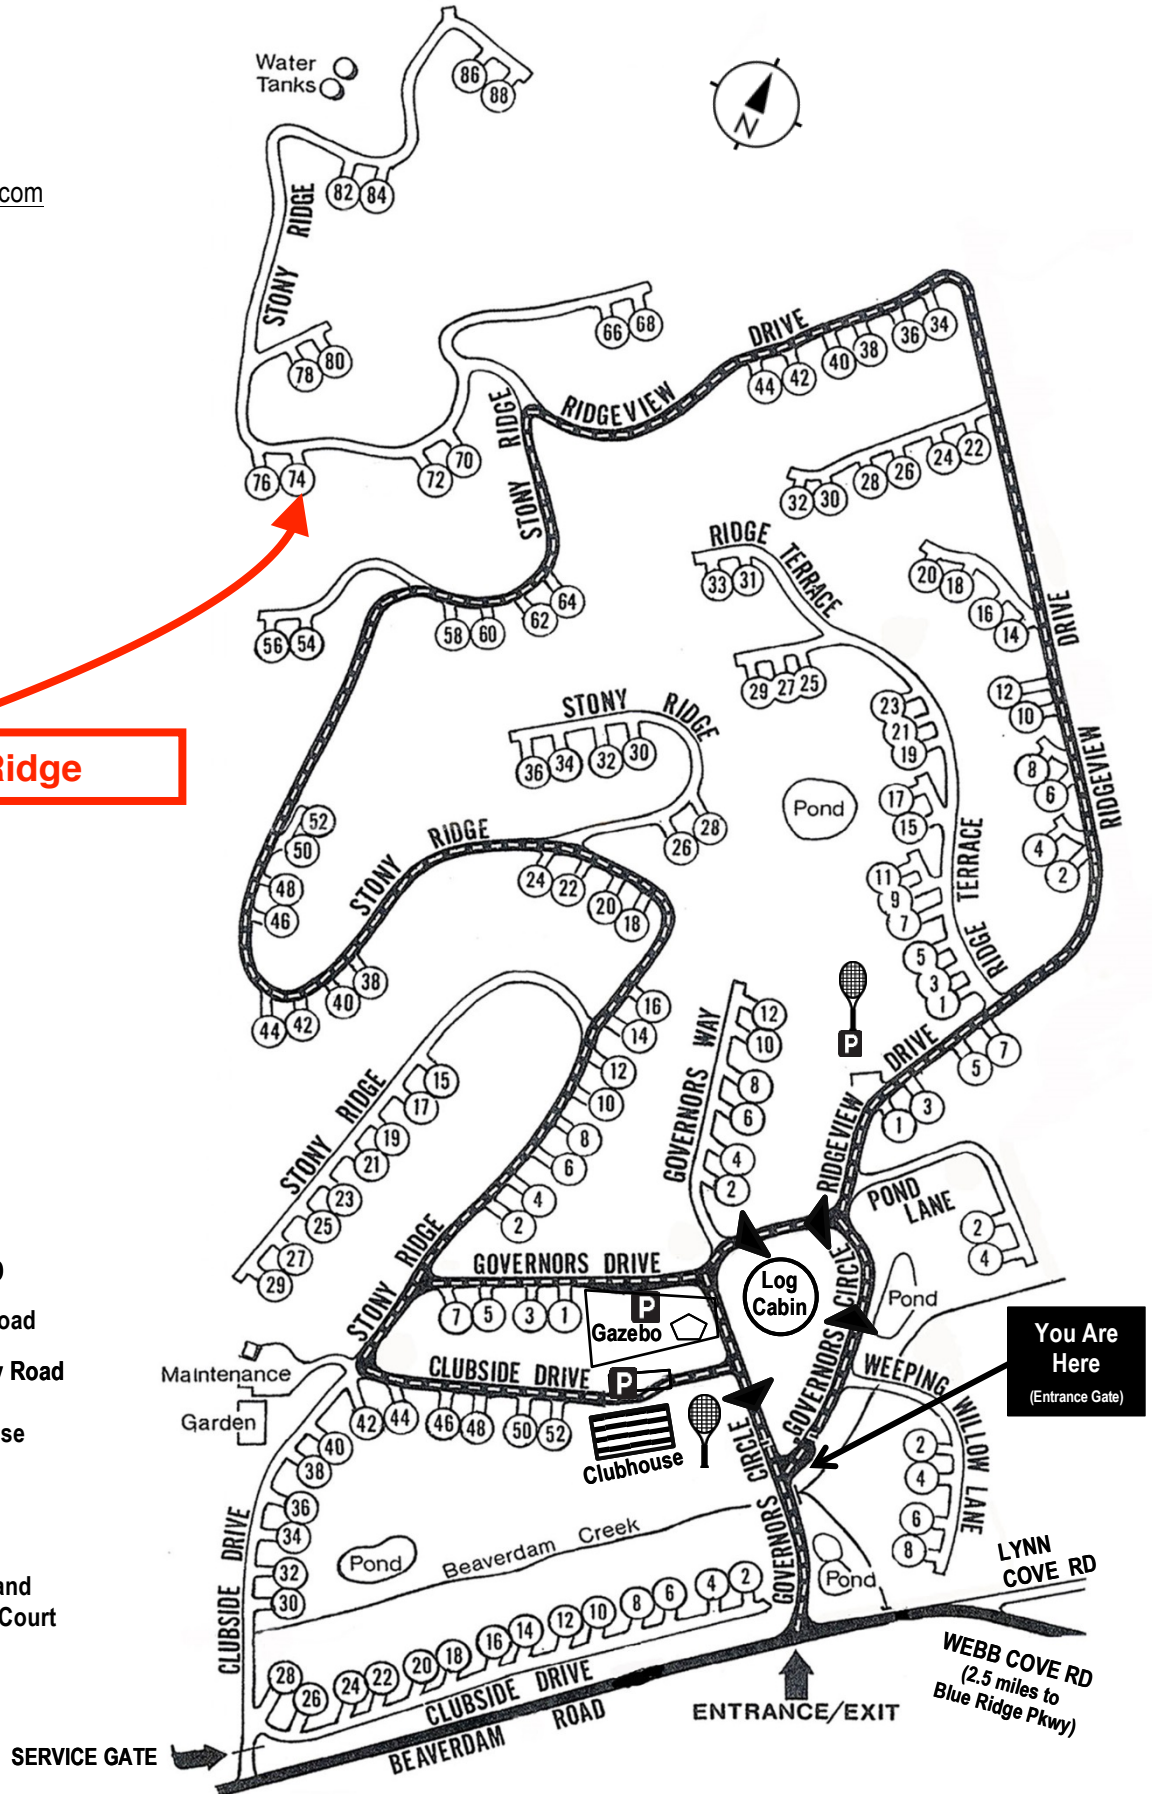 Water
Tanks
86
88
N
com
82
84
STONY RIDGE
78
80
66
68
DRIVE
RIDGEVIEW
44
42
40
38
36
34
76
74
72
70
STONY RIDGE
32
30
28
26
24
22
RIDGE TERRACE
33
31
20
18
16
14
DRIVE
64
62
60
58
56
54
29
27
25
12
10
RIDGEVIEW
8
6
4
2
STONY RIDGE
36
34
32
30
28
26
Ridge
23
21
19
17
15
Pond
52
50
48
46
STONY RIDGE
24
22
20
18
11
9
7
5
3
1
RIDGE TERRACE
44
42
40
38
16
14
12
10
8
6
4
2
STONY RIDGE
15
17
19
21
23
25
27
29
GOVERNORS WAY
12
10
8
6
4
2
P
RIDGEVIEW DRIVE
7
5
3
1
POND
LANE
2
4
STONY RIDGE
GOVERNORS DRIVE
7
5
3
1
P
Gazebo
Log
Cabin
GOVERNORS CIRCLE
Pond
oad
y Road
se
and
Court
You Are
Here
(Entrance Gate)
Maintenance
Garden
CLUBSIDE DRIVE
P
42
44
46
48
50
52
Clubhouse
GOVERNORS CIRCLE
WEEPING WILLOW LANE
2
4
6
8
40
38
36
34
32
30
CLUBSIDE DRIVE
Pond
Beaverdam Creek
Pond
LYNN
COVE RD
28
26
24
22
20
18
16
14
12
10
8
6
4
2
CLUBSIDE DRIVE
BEAVERDAM ROAD
ENTRANCE/EXIT
WEBB COVE RD
(2.5 miles to
Blue Ridge Pkwy)
SERVICE GATE